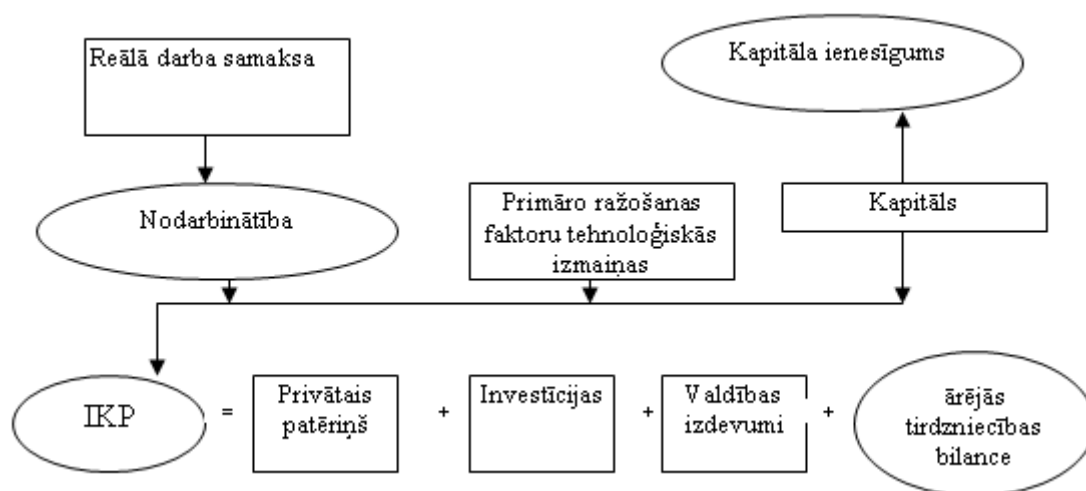 Reālā darba samaksa
Kapitāla ienesīgums
Nodarbinātība
Primāro ražošanas
faktoru tehnoloģiskās
izmaiņas
Kapitāls
IKP
=
Privātais
patēriņš
+
Investīcijas
+
Valdības
izdevumi
+
ārējās
tirdzniecības
bilance